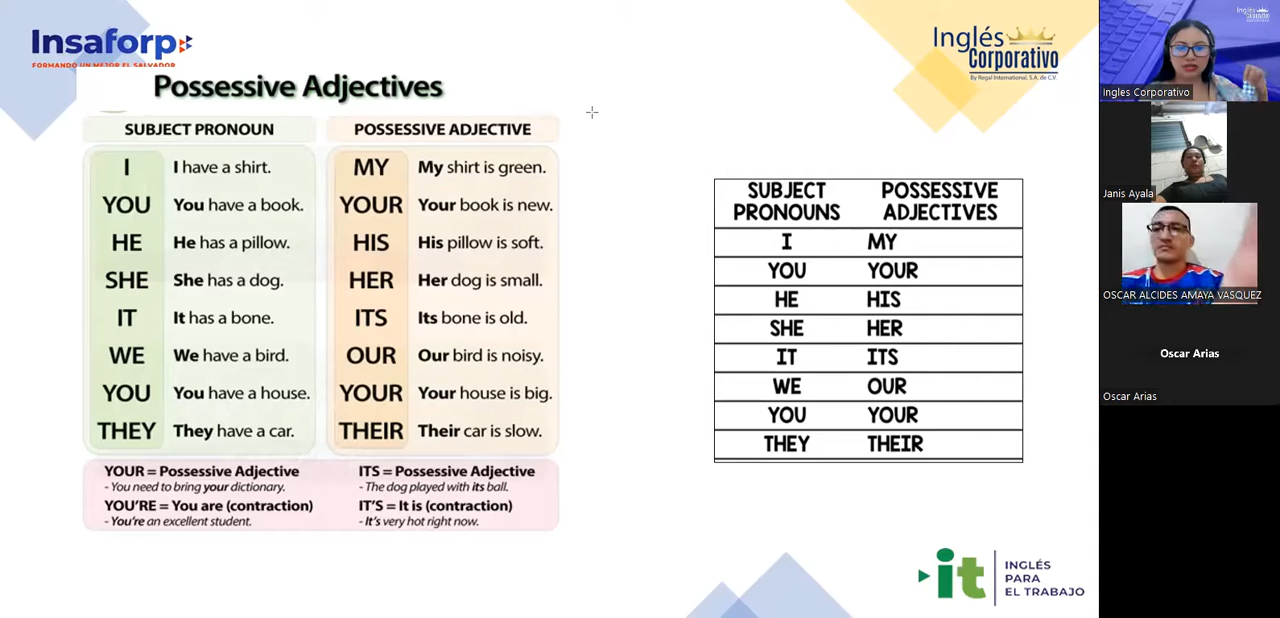 Insaforp
FORMANDO UN MEJOR EL SALVADOR
Possessive Adjectives
SUBJECT PRONOUN
POSSESSIVE ADJECTIVE
I I have a shirt. MY My shirt is green.
YOU You have a book. YOUR Your book is new.
HE He has a pillow. HIS His pillow is soft.
SHE She has a dog. HER Her dog is small.
IT It has a bone. ITS Its bone is old.
WE We have a bird. OUR Our bird is noisy.
YOU You have a house. YOUR Your house is big.
THEY They have a car. THEIR Their car is slow.
YOUR = Possessive Adjective
- You need to bring your dictionary.
YOU'RE = You are (contraction)
- You're an excellent student.
ITS = Possessive Adjective
- The dog played with its ball.
IT'S = It is (contraction)
- It's very hot right now.
Inglés
Corporativo
By Regal International, S.A. de C.V.
SUBJECT POSSESSIVE
PRONOUNS ADJECTIVES
I MY
YOU YOUR
HE HIS
SHE HER
IT ITS
WE OUR
YOU YOUR
THEY THEIR
it
INGLÉS
PARA
EL TRABAJO
Inglés
Ingles Corporativo
Janis Ayala
OSCAR ALCIDES AMAYA VASQUEZ
Oscar Arias
Oscar Arias